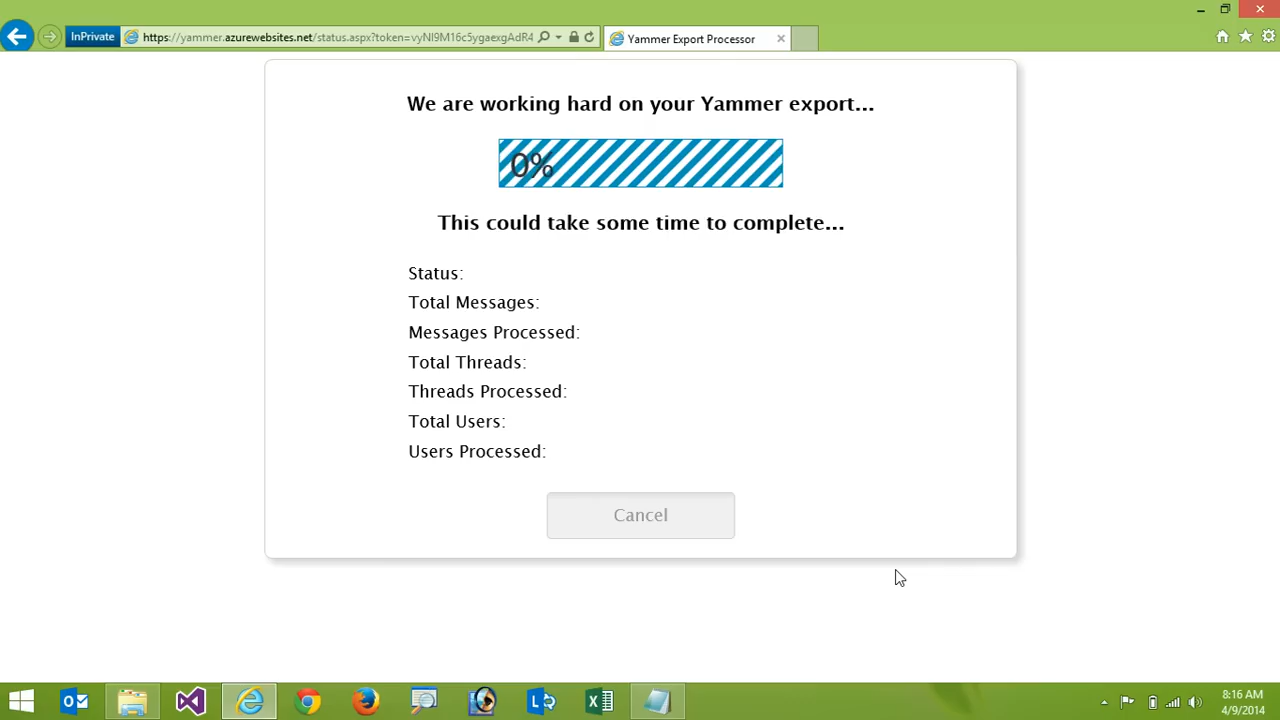 InPrivate
https://yammer.azurewebsites.net/status.aspx?token=vyNI9M16c5ygaexgAdR4
Yammer Export Processor
We are working hard on your Yammer export...
0%
This could take some time to complete...
Status:
Total Messages:
Messages Processed:
Total Threads:
Threads Processed:
Total Users:
Users Processed:
Cancel
8:16 AM
4/9/2014